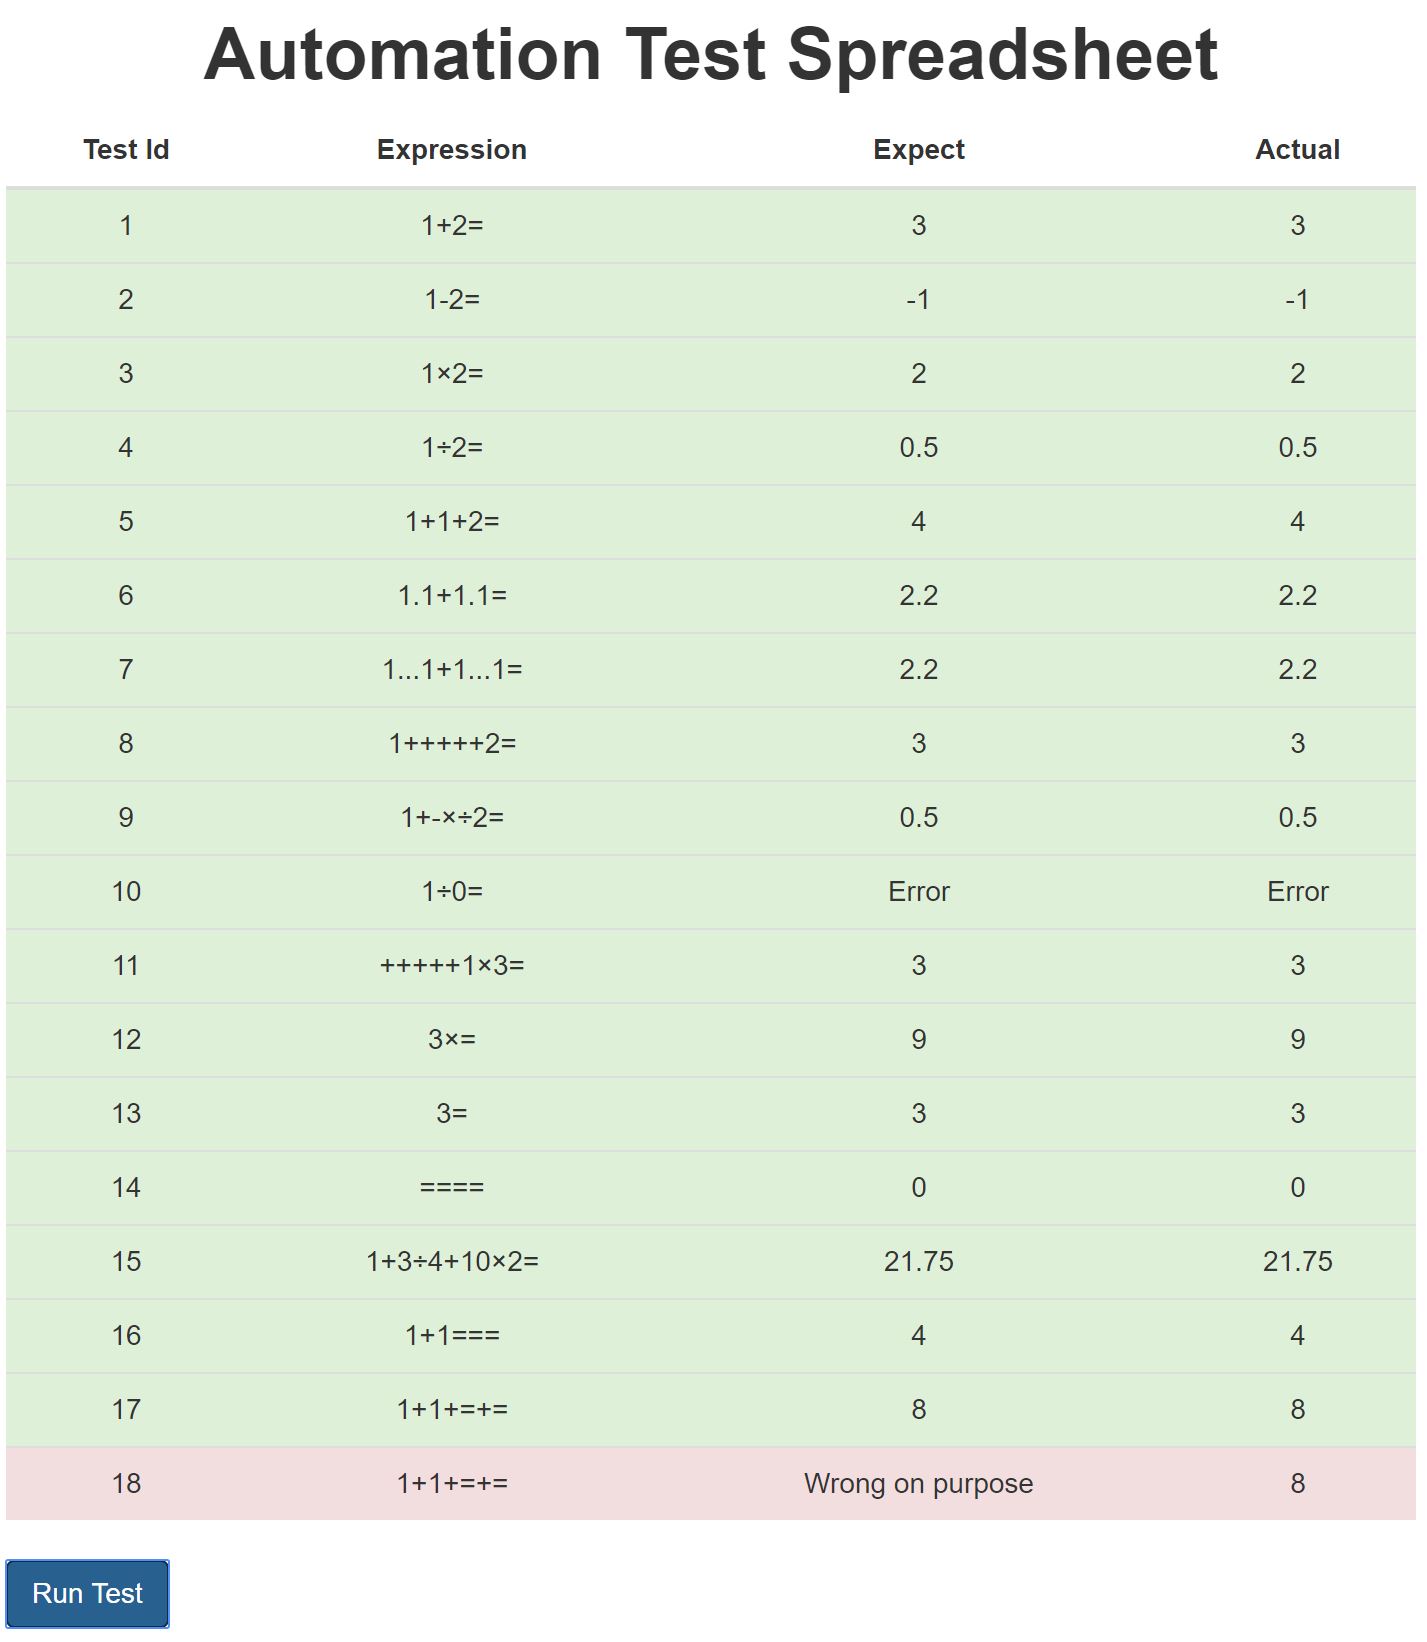 Automation Test Spreadsheet
Test Id Expression Expect Actual
1 1+2= 3 3
2 1-2= -1 -1
3 1×2= 2 2
4 1÷2= 0.5 0.5
5 1+1+2= 4 4
6 1.1+1.1= 2.2 2.2
7 1...1+1...1= 2.2 2.2
8 1+++++2= 3 3
9 1+-×÷2= 0.5 0.5
10 1÷0= Error Error
11 +++++1×3= 3 3
12 3×= 9 9
13 3= 3 3
14 ==== 0 0
15 1+3÷4+10×2= 21.75 21.75
16 1+1=== 4 4
17 1+1+=+= 8 8
18 1+1+=+= Wrong on purpose 8
Run Test